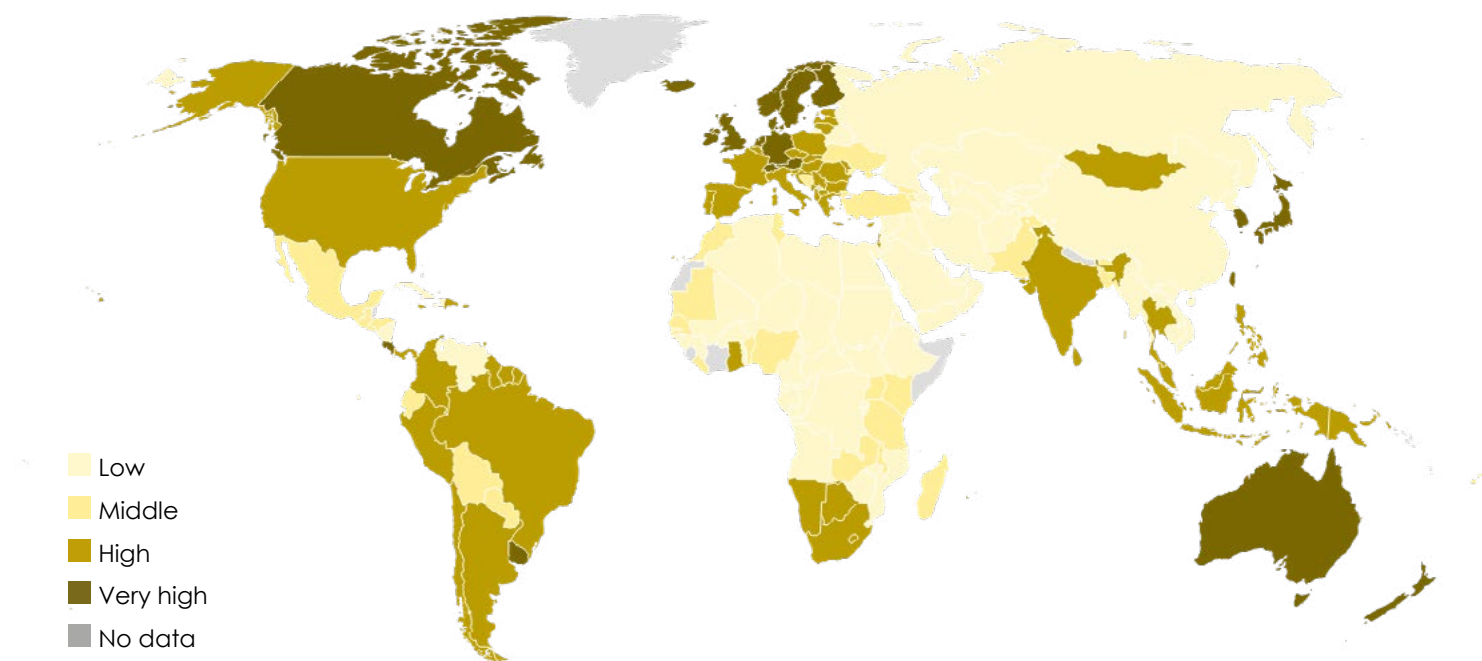 Low
Middle
High
Very high
No data